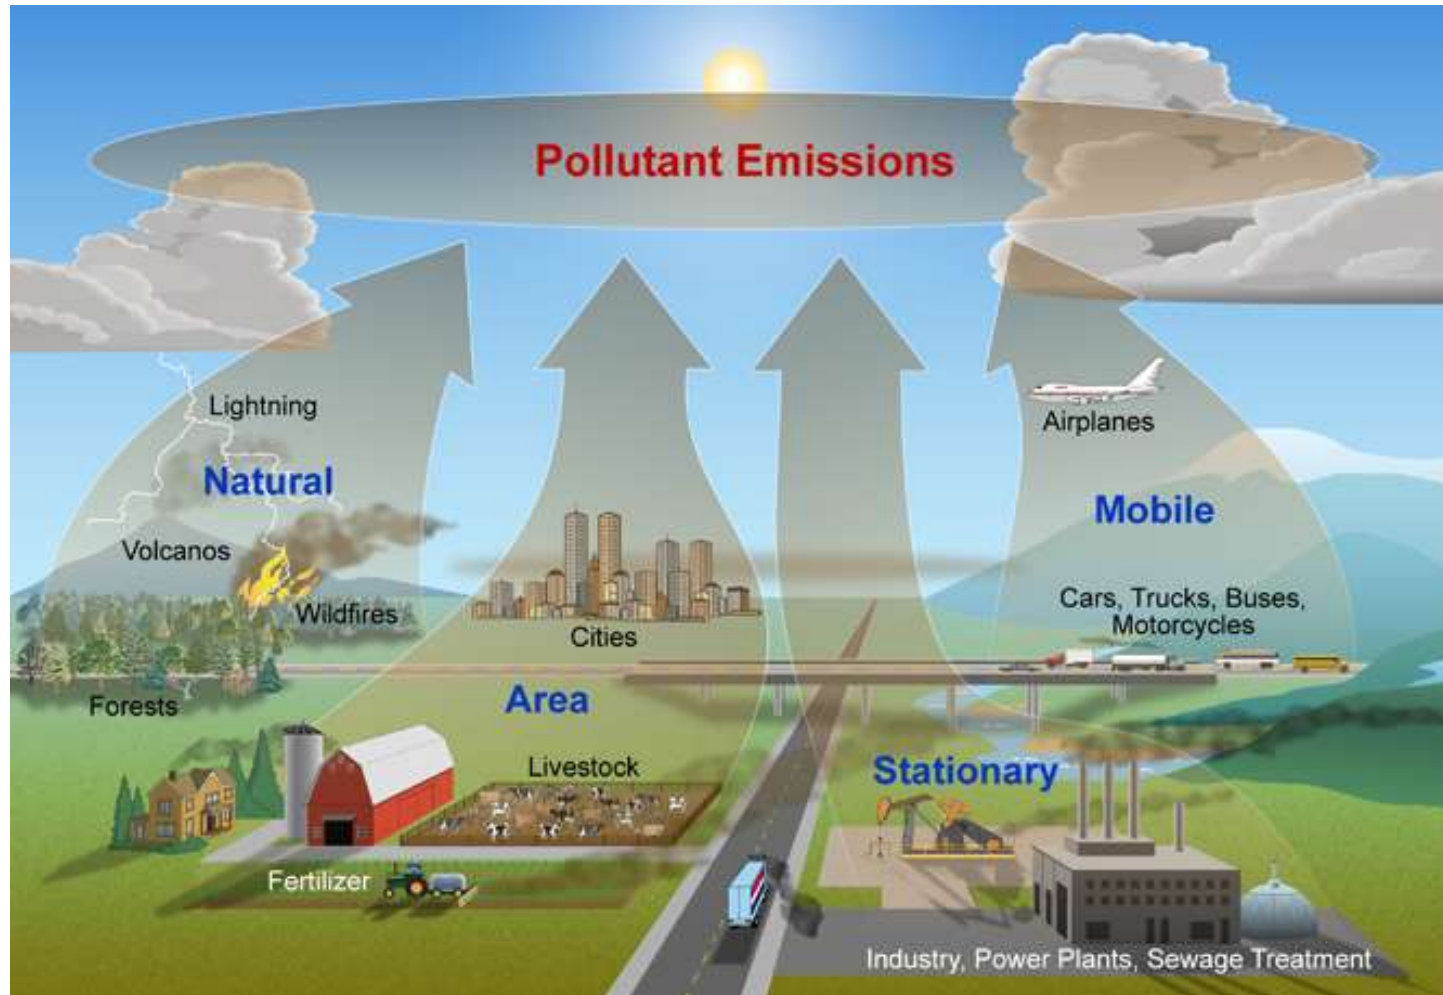 Pollutant Emissions
Lightning
Natural
Volcanos
Wildfires
Forests
Cities
Area
Livestock
Fertilizer
Airplanes
Mobile
Cars, Trucks, Buses,
Motorcycles
Stationary
Industry, Power Plants, Sewage Treatment